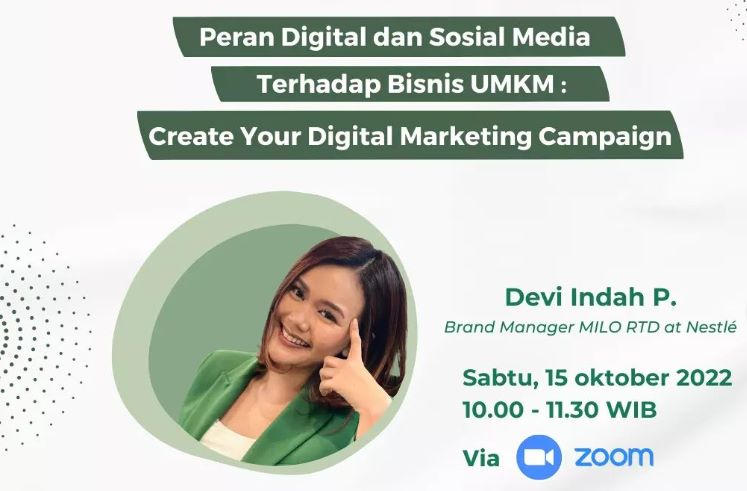 Peran Digital dan Sosial Media
Terhadap Bisnis UMKM :
Create Your Digital Marketing Campaign
Devi Indah P.
Brand Manager MILO RTD at Nestlé
Sabtu, 15 oktober 2022
10.00 - 11.30 WIB
Via zoom